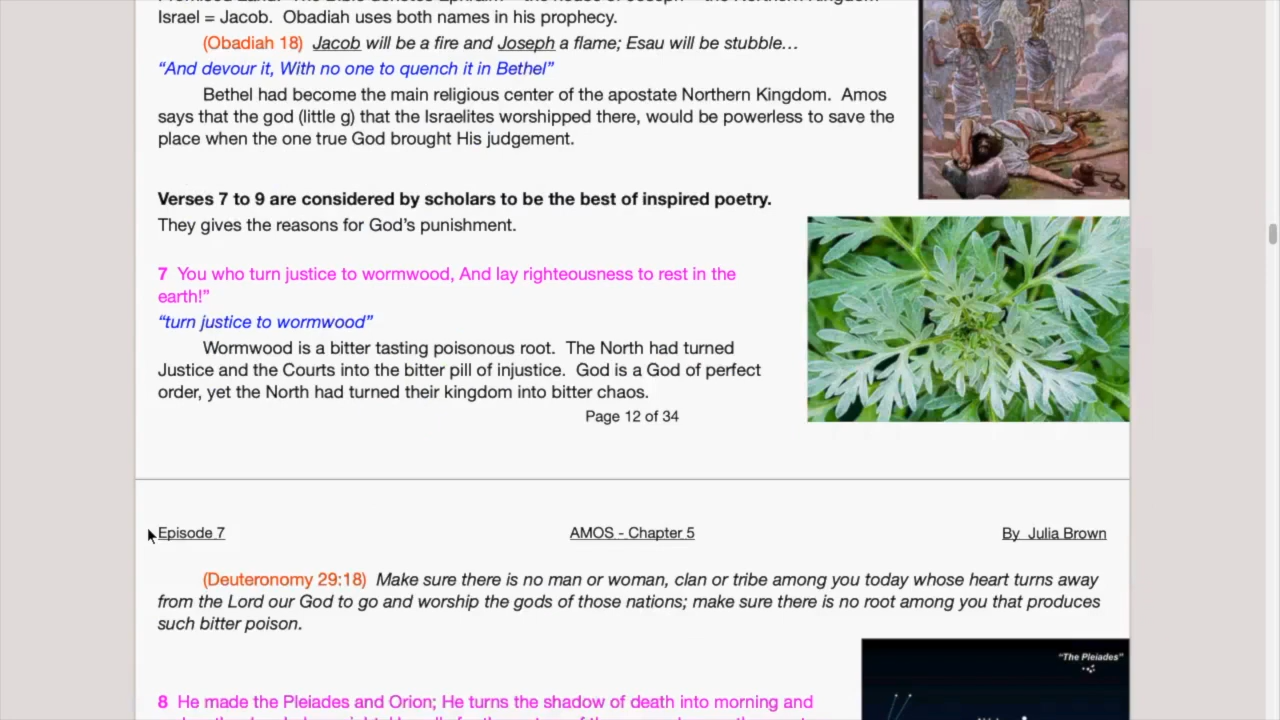 Israel = Jacob.  Obadiah uses both names in his prophecy.
(Obadiah 18)  Jacob will be a fire and Joseph a flame; Esau will be stubble…
“And devour it, With no one to quench it in Bethel”
Bethel had become the main religious center of the apostate Northern Kingdom.  Amos
says that the god (little g) that the Israelites worshipped there, would be powerless to save the
place when the one true God brought His judgement.
Verses 7 to 9 are considered by scholars to be the best of inspired poetry.
They gives the reasons for God’s punishment.
7  You who turn justice to wormwood, And lay righteousness to rest in the
earth!”
“turn justice to wormwood”
Wormwood is a bitter tasting poisonous root.  The North had turned
Justice and the Courts into the bitter pill of injustice.  God is a God of perfect
order, yet the North had turned their kingdom into bitter chaos.
Page 12 of 34
Episode 7 AMOS - Chapter 5 By  Julia Brown
(Deuteronomy 29:18)  Make sure there is no man or woman, clan or tribe among you today whose heart turns away
from the Lord our God to go and worship the gods of those nations; make sure there is no root among you that produces
such bitter poison.
"The Pleiades"
8  He made the Pleiades and Orion; He turns the shadow of death into morning and